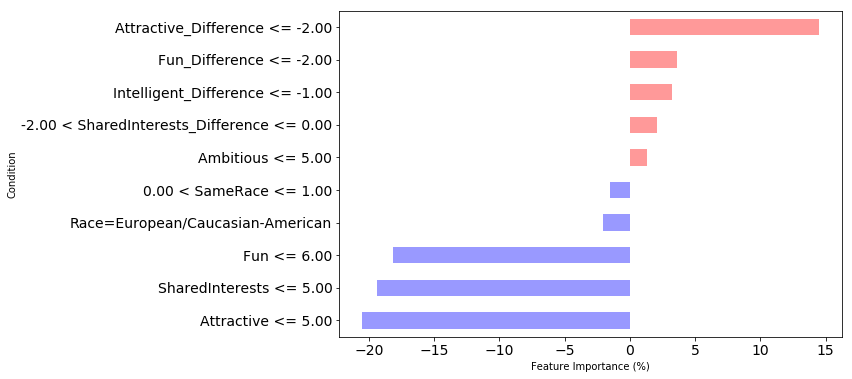 Attractive_Difference <= -2.00
Fun_Difference <= -2.00
Intelligent_Difference <= -1.00
-2.00 < SharedInterests_Difference <= 0.00
Ambitious <= 5.00
0.00 < SameRace <= 1.00
Race=European/Caucasian-American
Fun <= 6.00
SharedInterests <= 5.00
Attractive <= 5.00
Condition
−20 −15 −10 −5 0 5 10 15
Feature Importance (%)